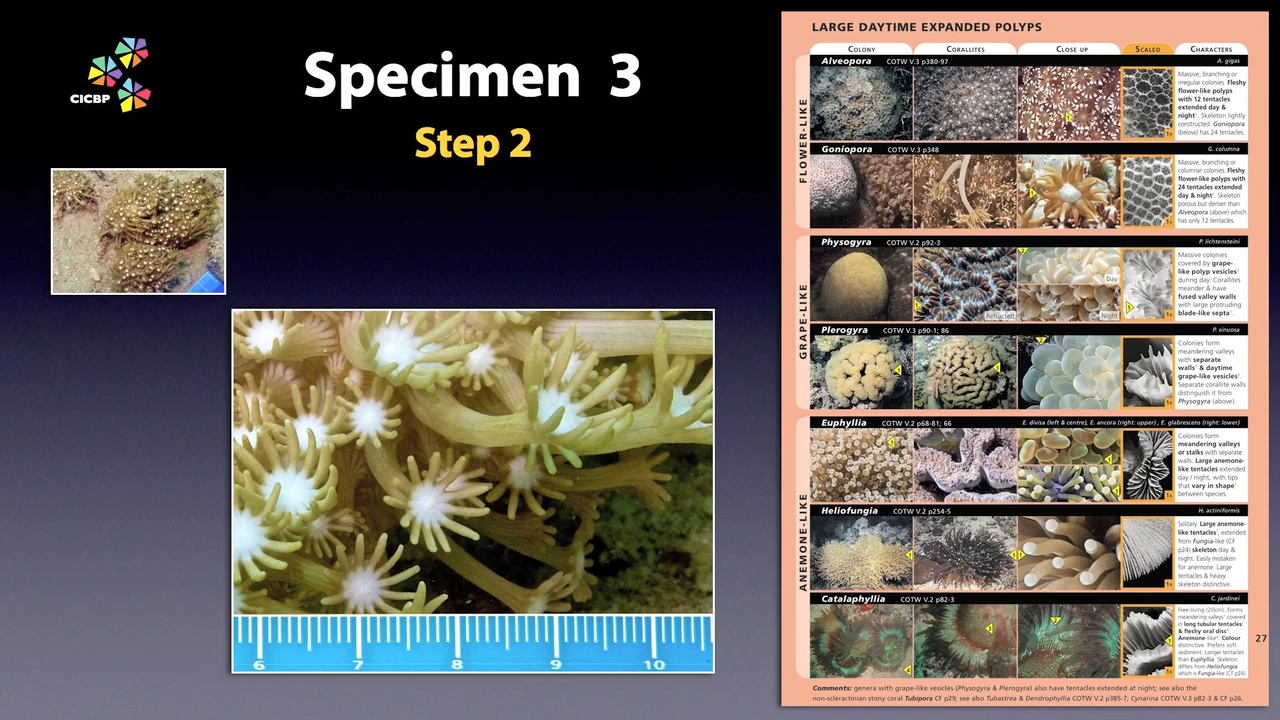 CICBP
Specimen 3
Step 2
6 7 8 9 10
LARGE DAYTIME EXPANDED POLYPS
COLONY CORALLITES CLOSE UP SCALED CHARACTERS
FLOWER-LIKE
Alveopora COTW V.3 p380-97 A. gigas
Massive, branching or
irregular colonies. Fleshy
flower-like polyps
with 12 tentacles
extended day &
night¹. Skeleton lightly
constructed. Goniopora
(below) has 24 tentacles.
Goniopora COTW V.3 p348 G. columna
Massive, branching or
columnar colonies. Fleshy
flower-like polyps with
24 tentacles extended
day & night¹. Skeleton
porous but denser than
Alveopora (above) which
has only 12 tentacles.
GRAPE-LIKE
Physogyra COTW V.2 p92-3 P. lichtensteini
Refracted
Day
Night
Massive colonies
covered by grape-
like polyp vesicles²
during day. Corallites
meander & have
fused valley walls
with large protruding
blade-like septa¹.
Plerogyra COTW V.3 p90-1; 86 P. sinuosa
Colonies form
meandering valleys
with separate
walls¹ & daytime
grape-like vesicles².
Separate corallite walls
distinguish it from
Physogyra (above).
ANEMONE-LIKE
Euphyllia COTW V.2 p68-81; 66 E. divisa (left & centre), E. ancora (right: upper) , E. glabrescens (right: lower)
Colonies form
meandering valleys
or stalks with separate
walls. Large anemone-
like tentacles extended
day / night, with tips
that vary in shape¹
between species.
Heliofungia COTW V.2 p254-5 H. actiniformis
Solitary. Large anemone-
like tentacles¹, extended
from Fungia-like (CF
p24) skeleton day &
night. Easily mistaken
for anemone. Large
tentacles & heavy
skeleton distinctive.
Catalaphyllia COTW V.2 p82-3 C. jardinei
Free-living (20cm). Forms
meandering valleys¹ covered
in long tubular tentacles²
& fleshy oral disc³.
Anemone-like⁴. Colour
distinctive. Prefers soft
sediment. Longer tentacles
than Euphyllia. Skeleton
differs from Heliofungia
which is Fungia-like (CF p24).
27
Comments: genera with grape-like vesicles (Physogyra & Plerogyra) also have tentacles extended at night; see also the
non-scleractinian stony coral Tubipora CF p29; see also Tubastrea & Dendrophyllia COTW V.2 p385-7; Cynarina COTW V.3 p82-3 & CF p26.